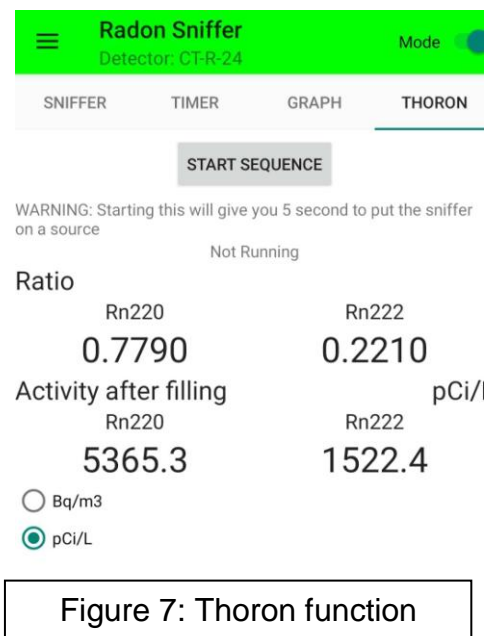 Radon Sniffer
Detector: CT-R-24
Mode
SNIFFER TIMER GRAPH THORON
START SEQUENCE
WARNING: Starting this will give you 5 second to put the sniffer
on a source
Not Running
Ratio
Rn220 Rn222
0.7790 0.2210
Activity after filling pCi/l
Rn220 Rn222
5365.3 1522.4
Bq/m3
pCi/L
Figure 7: Thoron function